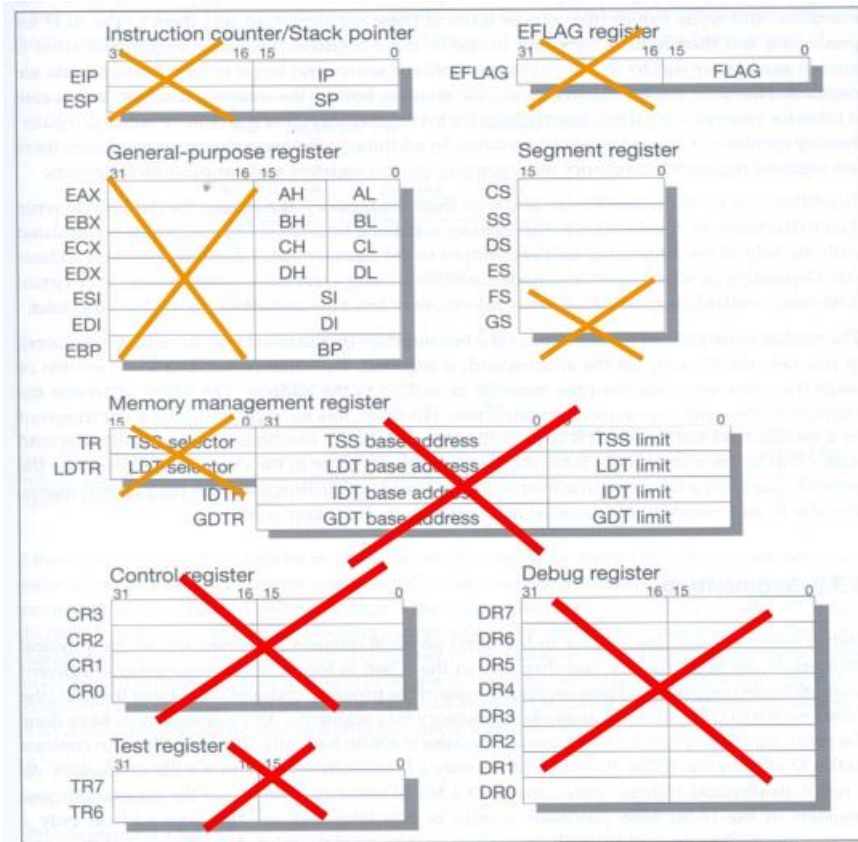 Instruction counter/Stack pointer
31 16 15 0
EIP IP
ESP SP
EFLAG register
31 16 15 0
EFLAG FLAG
General-purpose register
31 16 15 0
EAX AH AL
EBX BH BL
ECX CH CL
EDX DH DL
ESI SI
EDI DI
EBP BP
Segment register
15 0
CS
SS
DS
ES
FS
GS
Memory management register
15 0 31 0 0
TR TSS selector TSS base address TSS limit
LDTR LDT selector LDT base address LDT limit
IDTR IDT base address IDT limit
GDTR GDT base address GDT limit
Control register
31 16 15 0
CR3
CR2
CR1
CR0
Debug register
31 16 15 0
DR7
DR6
DR5
DR4
DR3
DR2
DR1
DR0
Test register
31 16 15 0
TR7
TR6